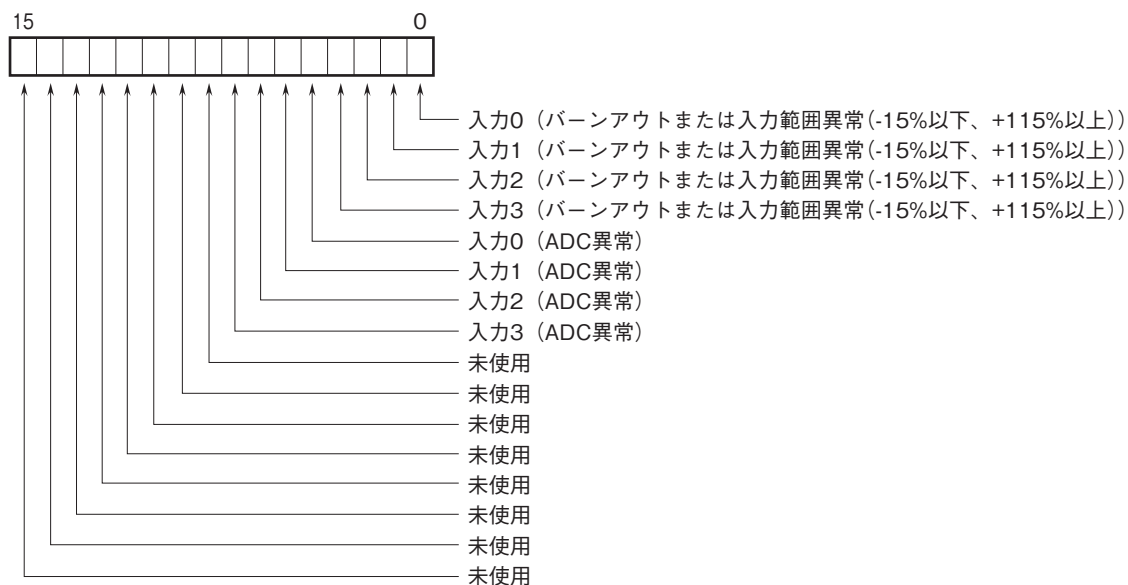 15 0
入力0（バーンアウトまたは入力範囲異常(-15%以下、+115%以上)）
入力1（バーンアウトまたは入力範囲異常(-15%以下、+115%以上)）
入力2（バーンアウトまたは入力範囲異常(-15%以下、+115%以上)）
入力3（バーンアウトまたは入力範囲異常(-15%以下、+115%以上)）
入力0（ADC異常）
入力1（ADC異常）
入力2（ADC異常）
入力3（ADC異常）
未使用
未使用
未使用
未使用
未使用
未使用
未使用
未使用